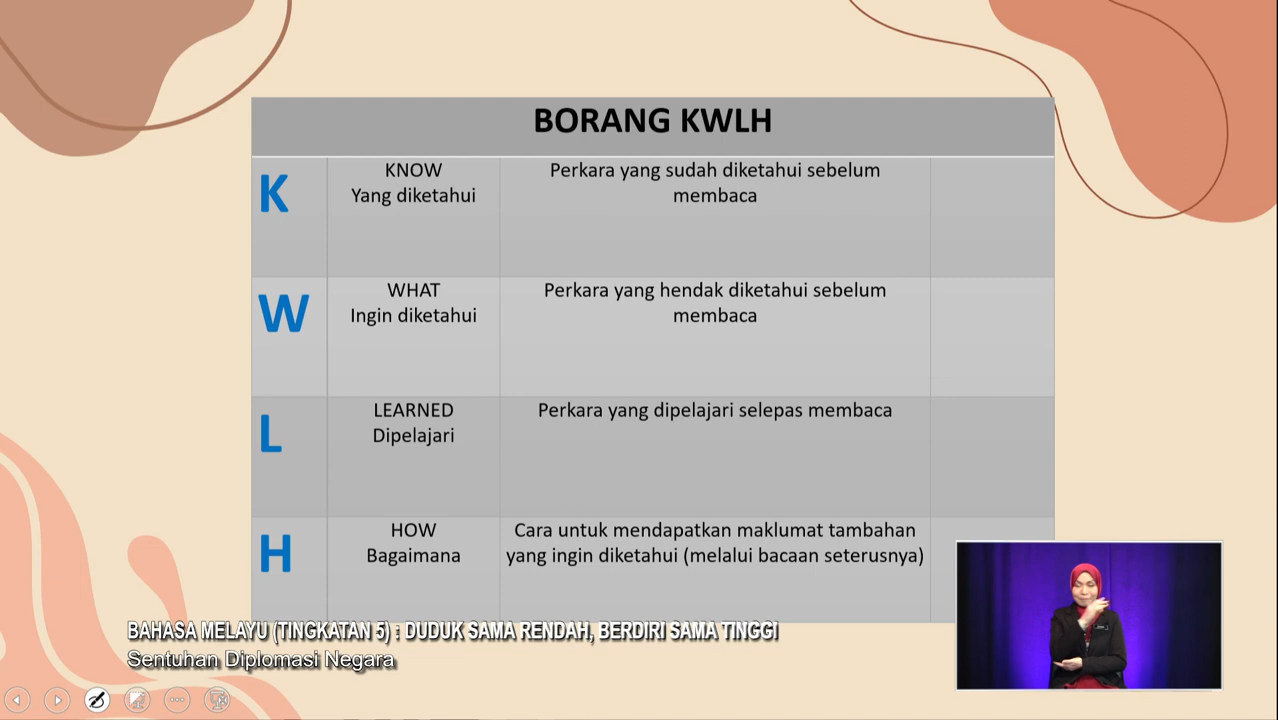 BORANG KWLH
K
KNOW
Yang diketahui
Perkara yang sudah diketahui sebelum
membaca
W
WHAT
Ingin diketahui
Perkara yang hendak diketahui sebelum
membaca
L
LEARNED
Dipelajari
Perkara yang dipelajari selepas membaca
H
HOW
Bagaimana
Cara untuk mendapatkan maklumat tambahan
yang ingin diketahui (melalui bacaan seterusnya)
BAHASA MELAYU (TINGKATAN 5) : DUDUK SAMA RENDAH, BERDIRI SAMA TINGGI
Sentuhan Diplomasi Negara